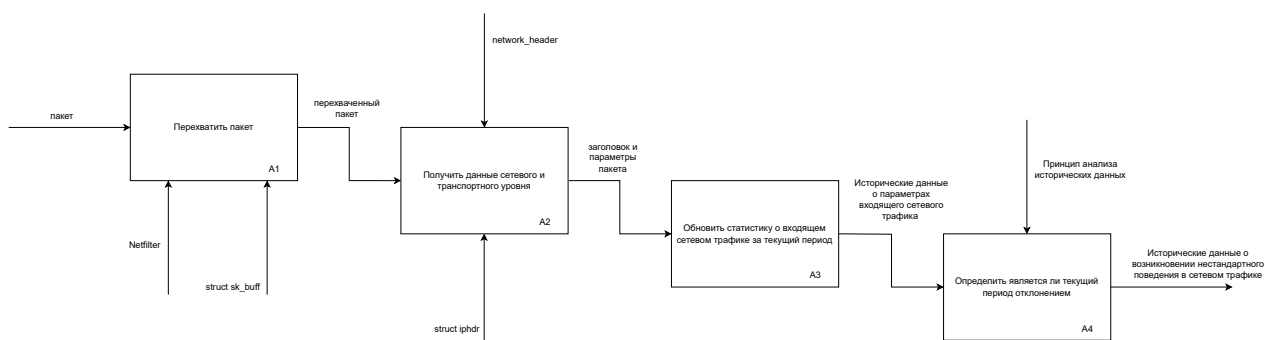 network_header
пакет
Перехватить пакет
A1
перехваченный
пакет
Netfilter
struct sk_buff
Получить данные сетевого и
транспортного уровня
A2
struct iphdr
заголовок и
параметры
пакета
Обновить статистику о входящем
сетевом трафике за текущий период
A3
Исторические данные
о параметрах
входящего сетевого
трафика
Принцип анализа
исторических данных
Определить является ли текущий
период отклонением
A4
Исторические данные о
возникновении нестандартного
поведения в сетевом трафике